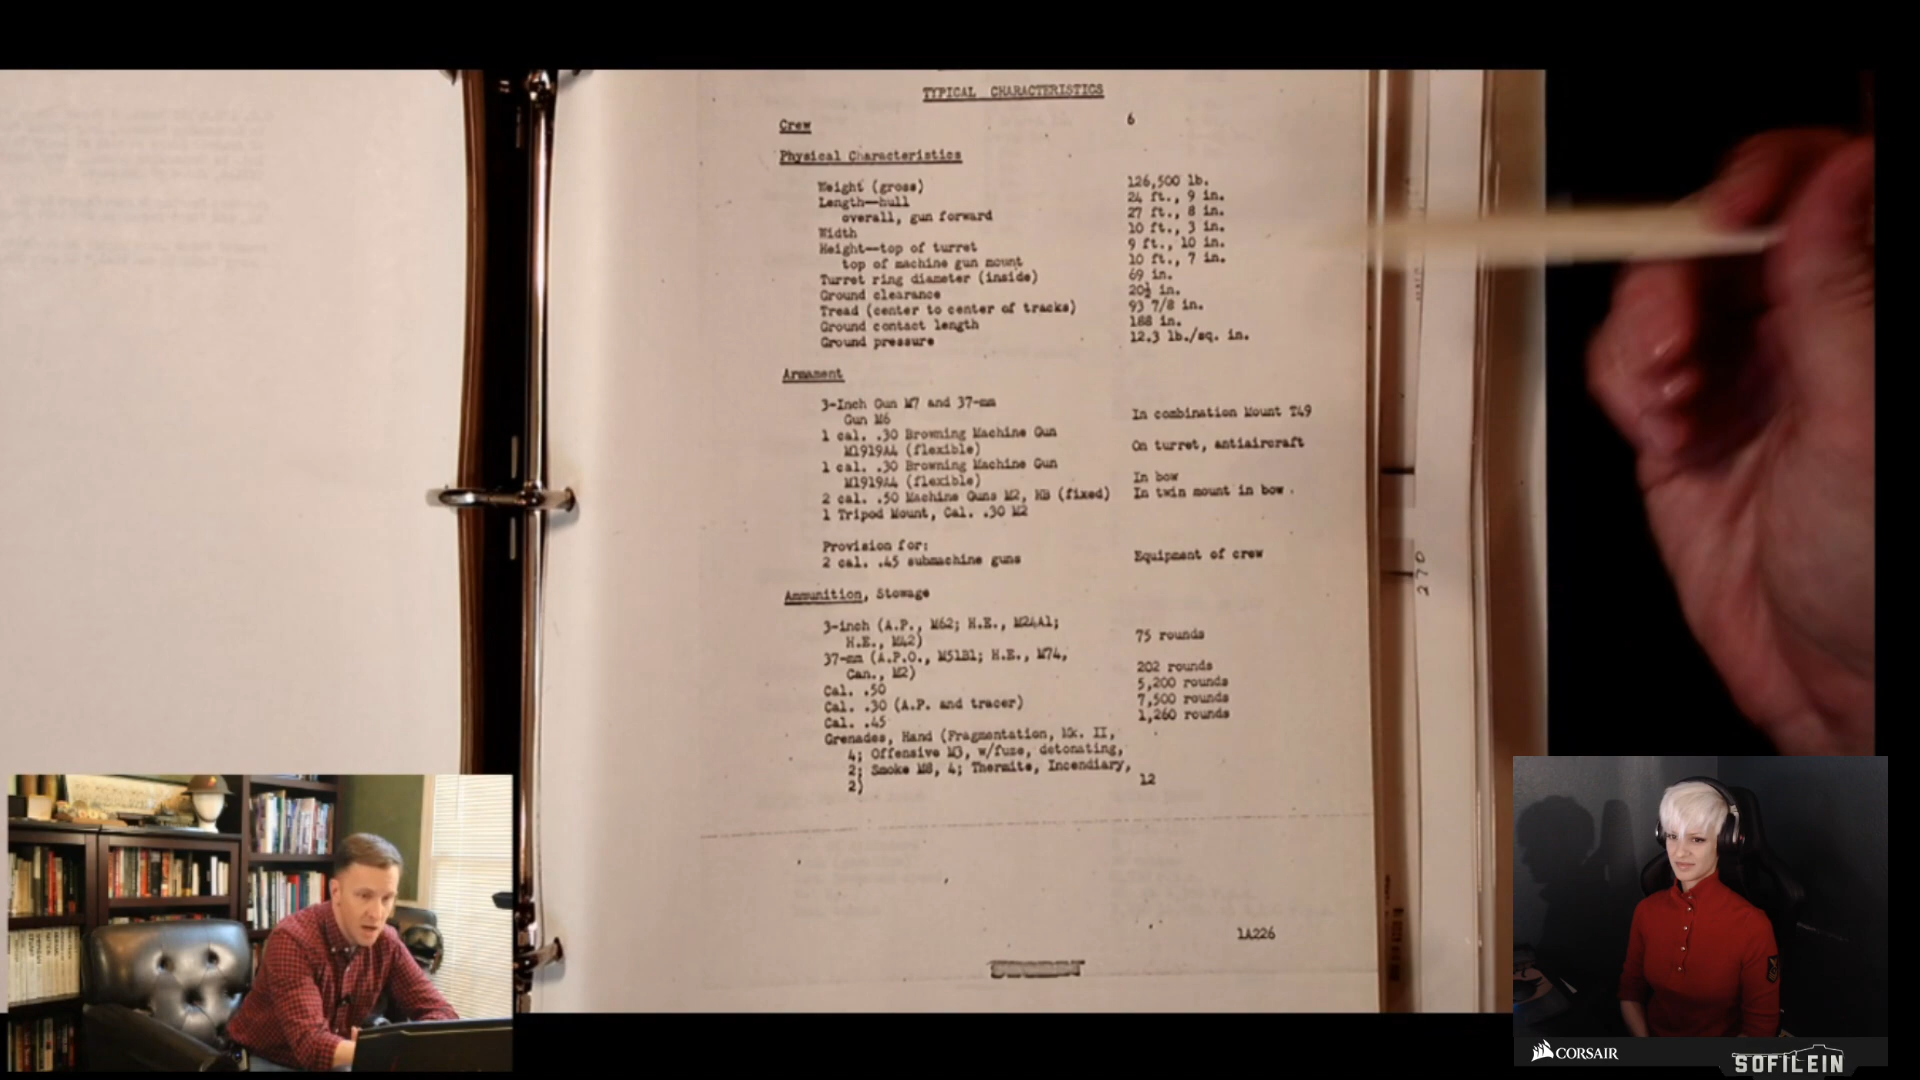 TYPICAL CHARACTERISTICS
Crew 6
Physical Characteristics
Weight (gross) 126,500 lb.
Length—hull 24 ft., 9 in.
overall, gun forward 27 ft., 8 in.
Width 10 ft., 3 in.
Height—top of turret 9 ft., 10 in.
top of machine gun mount 10 ft., 7 in.
Turret ring diameter (inside) 69 in.
Ground clearance 20½ in.
Tread (center to center of tracks) 93 7/8 in.
Ground contact length 188 in.
Ground pressure 12.3 lb./sq. in.
Armament
3-Inch Gun M7 and 37-mm
Gun M6 In combination Mount T49
1 cal. .30 Browning Machine Gun
M1919A4 (flexible) On turret, antiaircraft
1 cal. .30 Browning Machine Gun
M1919A4 (flexible) In bow
2 cal. .50 Machine Guns M2, HB (fixed) In twin mount in bow.
1 Tripod Mount, Cal. .30 M2
Provision for:
2 cal. .45 submachine guns Equipment of crew
Ammunition, Stowage
3-inch (A.P., M62; H.E., M24A1;
H.E., M42) 75 rounds
37-mm (A.P.C., M51B1; H.E., M74,
Can., M2) 202 rounds
Cal. .50 5,200 rounds
Cal. .30 (A.P. and tracer) 7,500 rounds
Cal. .45 1,260 rounds
Grenades, Hand (Fragmentation, Mk. II,
4; Offensive M3, w/fuze, detonating,
2; Smoke M8, 4; Thermite, Incendiary,
2) 12
1A226
270
CORSAIR
SOFILEIN